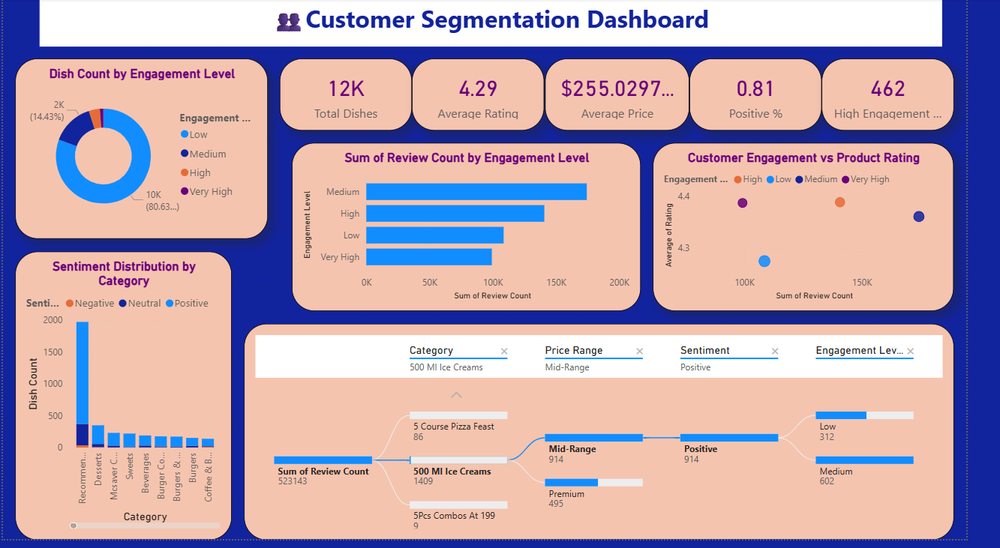 Customer Segmentation Dashboard
Dish Count by Engagement Level
2K
(14.43%)
10K
(80.63...)
Engagement ...
Low
Medium
High
Very High
12K
Total Dishes
4.29
Average Rating
$255.0297...
Average Price
0.81
Positive %
462
High Engagement ...
Sum of Review Count by Engagement Level
Engagement Level
Medium
High
Low
Very High
0K 50K 100K 150K 200K
Sum of Review Count
Customer Engagement vs Product Rating
Engagement ... High Low Medium Very High
Average of Rating
4.4
4.3
100K 150K
Sum of Review Count
Sentiment Distribution by
Category
Senti... Negative Neutral Positive
Dish Count
2000
1500
1000
500
0
Recommen...
Desserts
Mcsaver C...
Sweets
Beverages
Burger Co...
Burgers & ...
Burgers
Coffee & B...
Category
Category
500 Ml Ice Creams
Price Range
Mid-Range
Sentiment
Positive
Engagement Lev...
Sum of Review Count
523143
5 Course Pizza Feast
86
500 Ml Ice Creams
1409
5Pcs Combos At 199
9
Mid-Range
914
Premium
495
Positive
914
Low
312
Medium
602